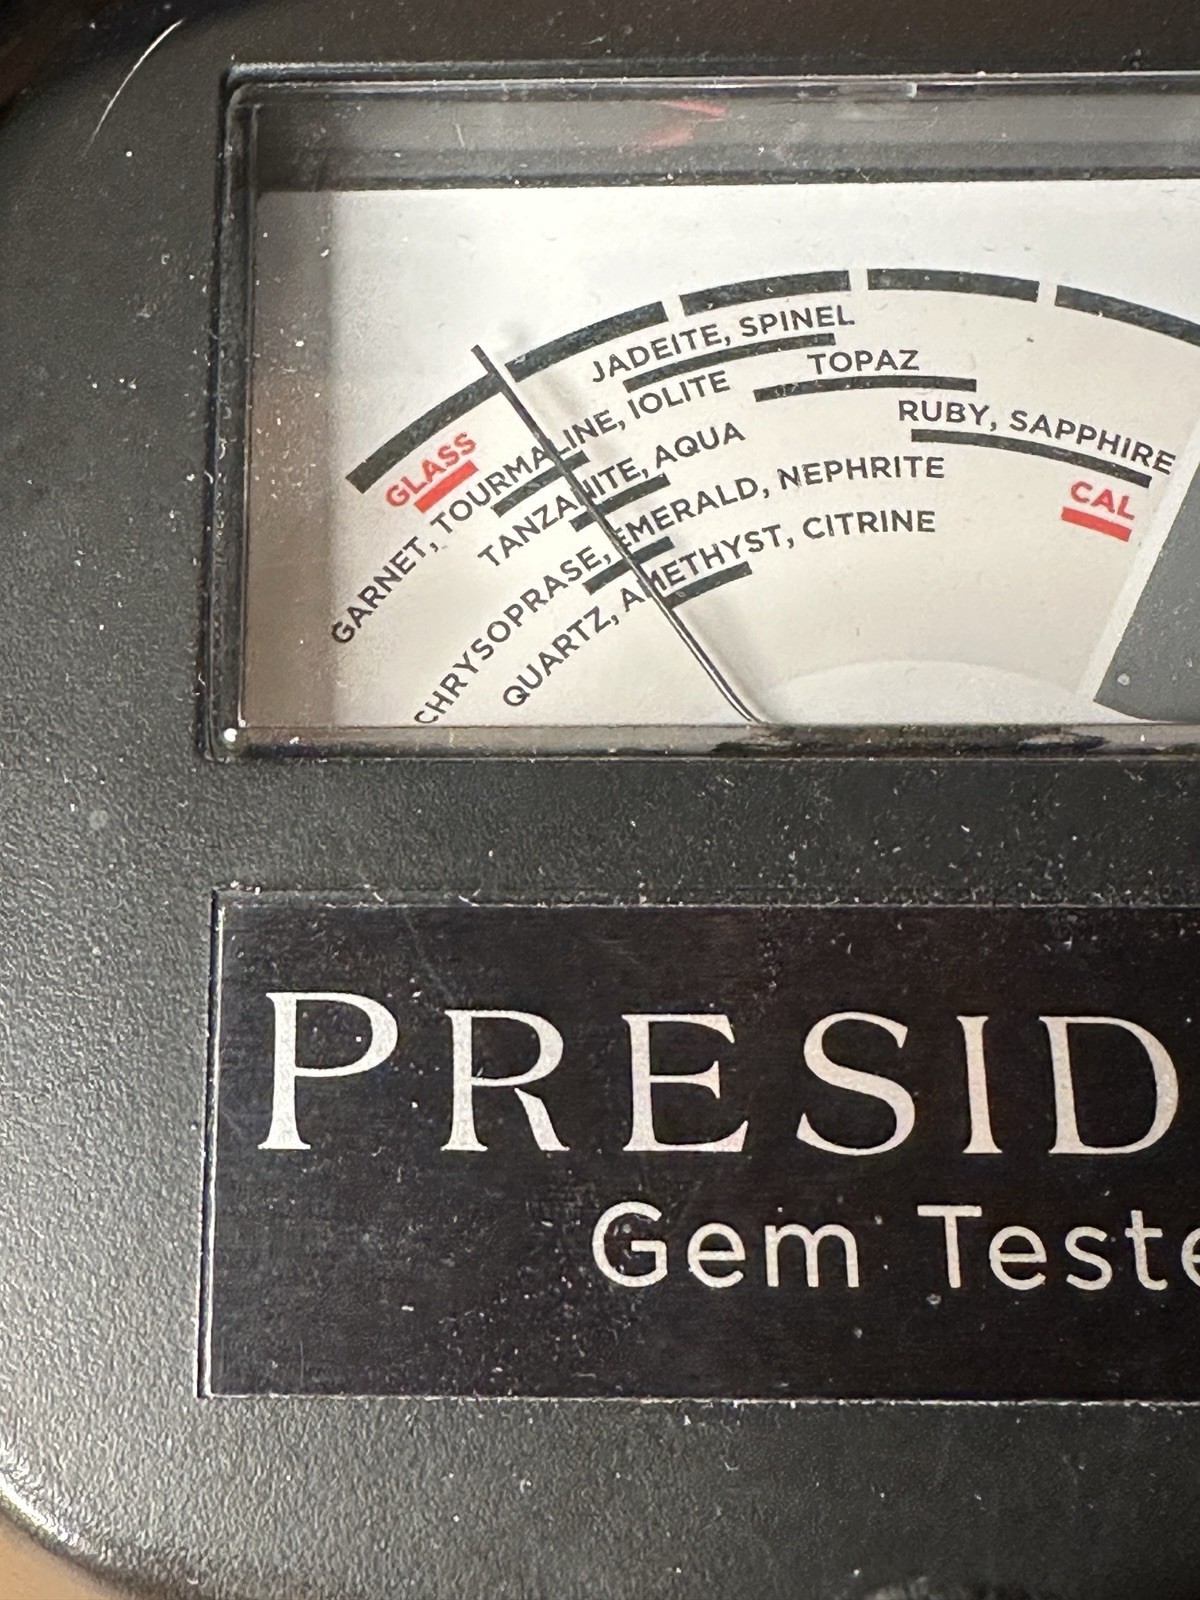 JADEITE, SPINEL
TOPAZ
RUBY, SAPPHIRE
GLASS
GARNET, TOURMALINE, IOLITE
CAL
TANZANITE, AQUA
CHRYSOPRASE, EMERALD, NEPHRITE
QUARTZ, AMETHYST, CITRINE
PRESID
Gem Teste